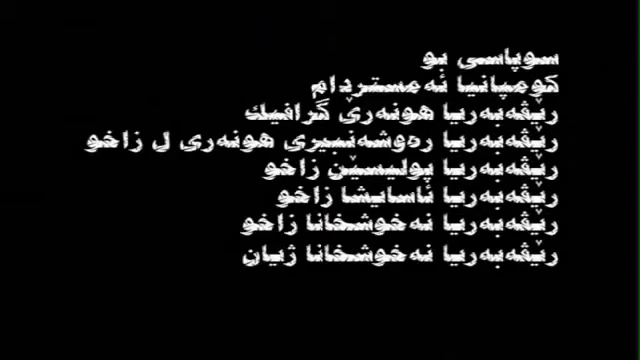 سوپاسی بو
کومپانیا ئەمستردام
رێڤەبەریا هونەرێ گرافیك
رێڤەبەریا رەوشەنبیری هونەری ل زاخو
رێڤەبەریا پولیسێن زاخو
رێڤەبەریا ئاسایشا زاخو
رێڤەبەریا نەخوشخانا زاخو
رێڤەبەریا نەخوشخانا ژیان